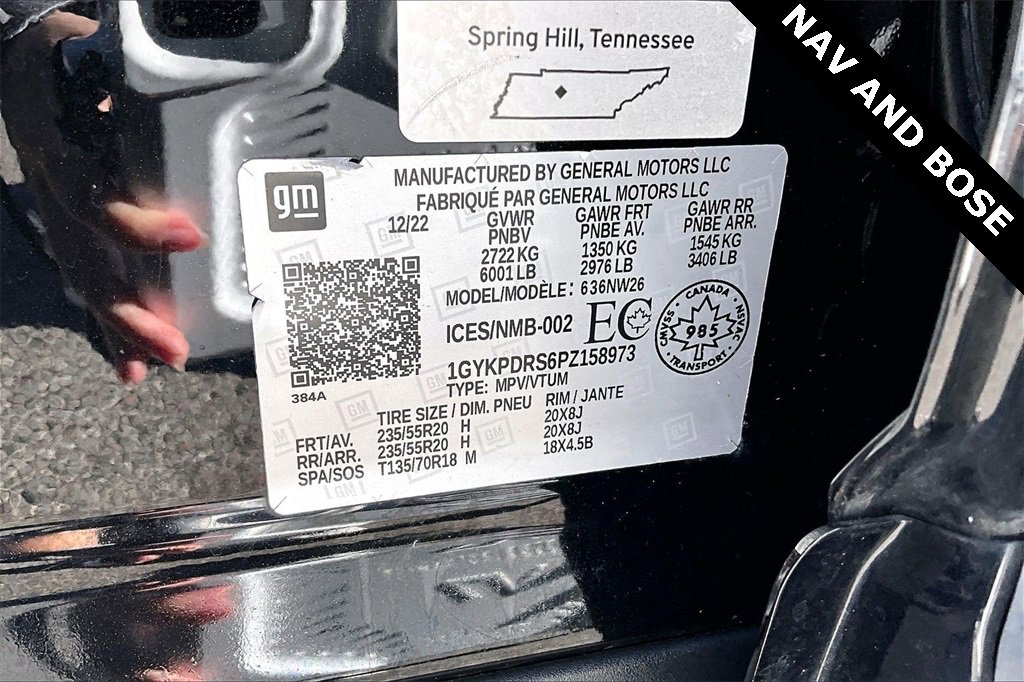 NAV AND BOSE
Spring Hill, Tennessee
gm
MANUFACTURED BY GENERAL MOTORS LLC
FABRIQUÉ PAR GENERAL MOTORS LLC
12/22 GVWR GAWR FRT GAWR RR
PNBV PNBE AV. PNBE ARR.
2722 KG 1350 KG 1545 KG
6001 LB 2976 LB 3406 LB
MODEL/MODÈLE: 636NW26
ICES/NMB-002 EC
CANADA
CMVSS 985 NSVAC
TRANSPORT
1GYKPDRS6PZ158973
TYPE: MPV/VTUM
384A
TIRE SIZE / DIM. PNEU RIM / JANTE
FRT/AV. 235/55R20 H 20X8J
RR/ARR. 235/55R20 H 20X8J
SPA/SOS T135/70R18 M 18X4.5B